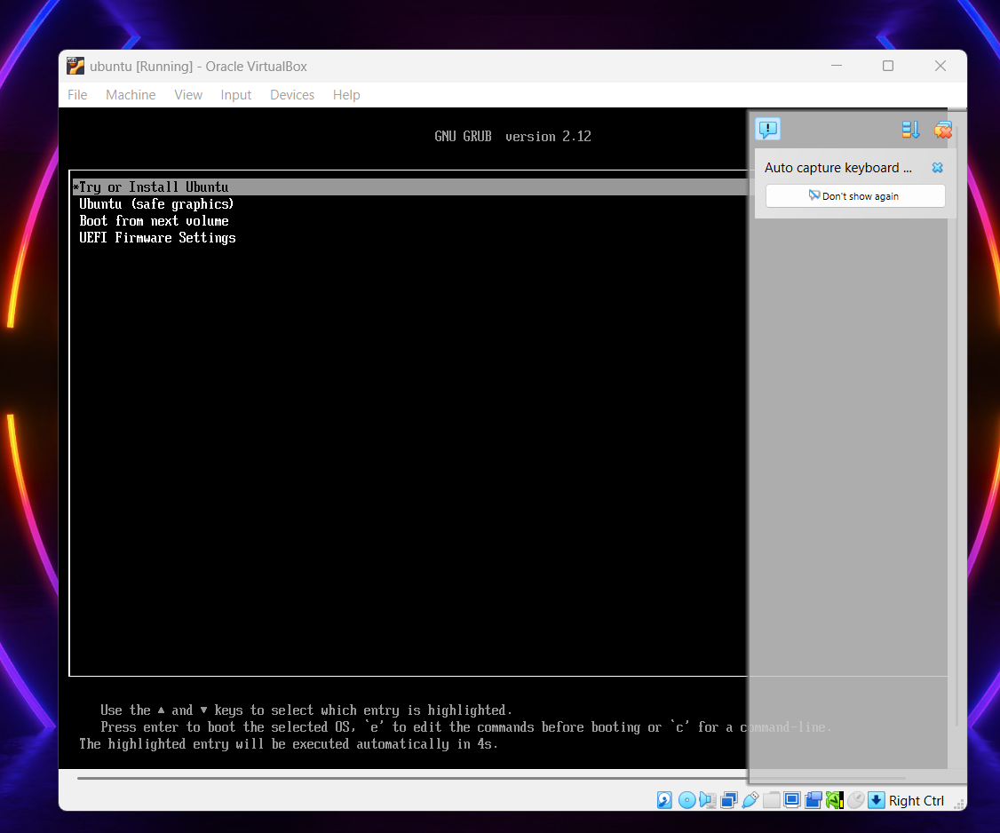 ubuntu [Running] - Oracle VirtualBox
File Machine View Input Devices Help
GNU GRUB version 2.12
Auto capture keyboard ...
Don't show again
*Try or Install Ubuntu
Ubuntu (safe graphics)
Boot from next volume
UEFI Firmware Settings
Use the ▲ and ▼ keys to select which entry is highlighted.
Press enter to boot the selected OS, `e' to edit the commands before booting or `c' for a command-line.
The highlighted entry will be executed automatically in 4s.
Right Ctrl